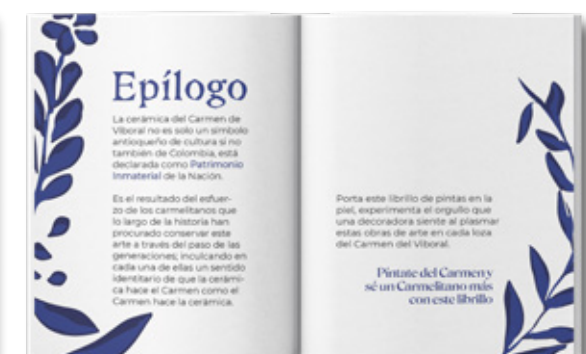 Epílogo
La cerámica del Carmen de
Viboral no es solo un símbolo
antioqueño de cultura si no
también de Colombia, está
declarada como Patrimonio
Inmaterial de la Nación.
Es el resultado del esfuer-
zo de los carmelitanos que
lo largo de la historia han
procurado conservar este
arte a través del paso de las
generaciones; inculcando en
cada una de ellas un sentido
identitario de que la cerámi-
ca hace el Carmen como el
Carmen hace la cerámica.
Porta este librillo de pintas en la
piel, experimenta el orgullo que
una decoradora siente al plasmar
estas obras de arte en cada loza
del Carmen del Viboral.
Píntate del Carmen y
sé un Carmelitano más
con este librillo